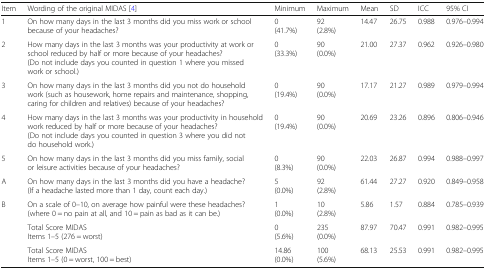 Item Wording of the original MIDAS [4] Minimum Maximum Mean SD ICC 95% CI
1 On how many days in the last 3 months did you miss work or school 0 92 14.47 26.75 0.988 0.976–0.994
because of your headaches? (41.7%) (2.8%)
2 How many days in the last 3 months was your productivity at work or 0 90 21.00 27.37 0.962 0.926–0.980
school reduced by half or more because of your headaches? (33.3%) (0.0%)
(Do not include days you counted in question 1 where you missed
work or school.)
3 On how many days in the last 3 months did you not do household 0 90 17.17 21.27 0.989 0.979–0.994
work (such as housework, home repairs and maintenance, shopping, (19.4%) (0.0%)
caring for children and relatives) because of your headaches?
4 How many days in the last 3 months was your productivity in household 0 90 20.69 23.26 0.896 0.806–0.946
work reduced by half or more because of your headaches? (19.4%) (0.0%)
(Do not include days you counted in question 3 where you did not
do household work.)
5 On how many days in the last 3 months did you miss family, social 0 90 22.03 26.87 0.994 0.988–0.997
or leisure activities because of your headaches? (8.3%) (0.0%)
A On how many days in the last 3 months did you have a headache? 5 92 61.44 27.27 0.920 0.849–0.958
(If a headache lasted more than 1 day, count each day.) (0.0%) (2.8%)
B On a scale of 0–10, on average how painful were these headaches? 1 10 5.86 1.57 0.884 0.785–0.939
(where 0 = no pain at all, and 10 = pain as bad as it can be.) (0.0%) (2.8%)
Total Score MIDAS 0 235 87.97 70.47 0.991 0.982–0.995
Items 1–5 (276 = worst) (5.6%) (0.0%)
Total Score MIDAS 14.86 100 68.13 25.53 0.991 0.982–0.995
Items 1–5 (0 = worst, 100 = best) (0.0%) (5.6%)